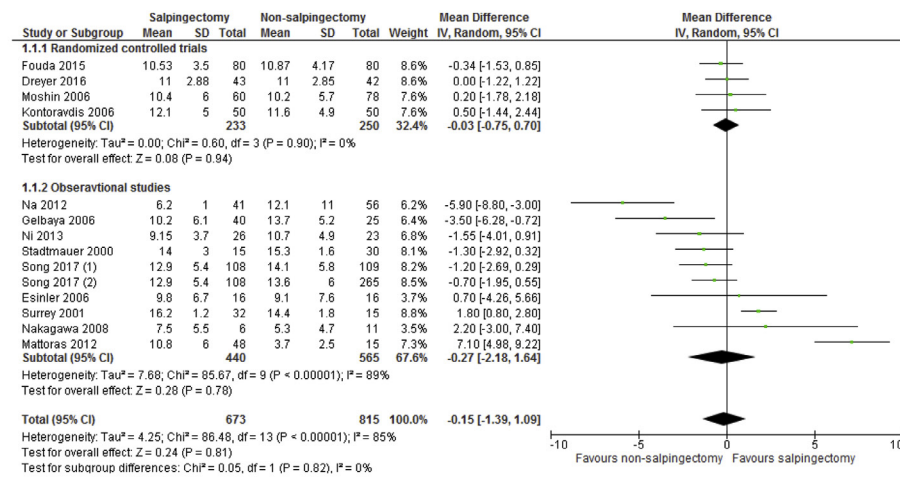 Salpingectomy Non-salpingectomy Mean Difference Mean Difference
Study or Subgroup Mean SD Total Mean SD Total Weight IV, Random, 95% CI IV, Random, 95% CI
1.1.1 Randomized controlled trials
Fouda 2015 10.53 3.5 80 10.87 4.17 80 8.6% -0.34 [-1.53, 0.85]
Dreyer 2016 11 2.88 43 11 2.85 42 8.6% 0.00 [-1.22, 1.22]
Moshin 2006 10.4 6 60 10.2 5.7 78 7.6% 0.20 [-1.78, 2.18]
Kontoravdis 2006 12.1 5 50 11.6 4.9 50 7.6% 0.50 [-1.44, 2.44]
Subtotal (95% CI) 233 250 32.4% -0.03 [-0.75, 0.70]
Heterogeneity: Tau² = 0.00; Chi² = 0.60, df = 3 (P = 0.90); I² = 0%
Test for overall effect: Z = 0.08 (P = 0.94)
1.1.2 Obseravtional studies
Na 2012 6.2 1 41 12.1 11 56 6.2% -5.90 [-8.80, -3.00]
Gelbaya 2006 10.2 6.1 40 13.7 5.2 25 6.4% -3.50 [-6.28, -0.72]
Ni 2013 9.15 3.7 26 10.7 4.9 23 6.9% -1.55 [-4.01, 0.91]
Stadtmauer 2000 14 3 15 15.3 1.6 30 8.1% -1.30 [-2.92, 0.32]
Song 2017 (1) 12.9 5.4 108 14.1 5.8 109 8.2% -1.20 [-2.69, 0.29]
Song 2017 (2) 12.9 5.4 108 13.6 6 265 8.5% -0.70 [-1.95, 0.55]
Esinler 2006 9.8 6.7 16 9.1 7.6 16 4.1% 0.70 [-4.26, 5.66]
Surrey 2001 16.2 1.2 32 14.4 1.8 15 8.8% 1.80 [0.80, 2.80]
Nakagawa 2008 7.5 5.5 6 5.3 4.7 11 3.9% 2.20 [-3.00, 7.40]
Mattoras 2012 10.8 6 48 3.7 2.5 15 7.3% 7.10 [4.98, 9.22]
Subtotal (95% CI) 440 565 67.6% -0.27 [-2.18, 1.64]
Heterogeneity: Tau² = 7.68; Chi² = 85.67, df = 9 (P < 0.00001); I² = 89%
Test for overall effect: Z = 0.28 (P = 0.78)
Total (95% CI) 673 815 100.0% -0.15 [-1.39, 1.09]
Heterogeneity: Tau² = 4.25; Chi² = 86.48, df = 13 (P < 0.00001); I² = 85%
Test for overall effect: Z = 0.24 (P = 0.81)
Test for subgroup differences: Chi² = 0.05, df = 1 (P = 0.82), I² = 0%
-10 -5 0 5 10
Favours non-salpingectomy Favours salpingectomy